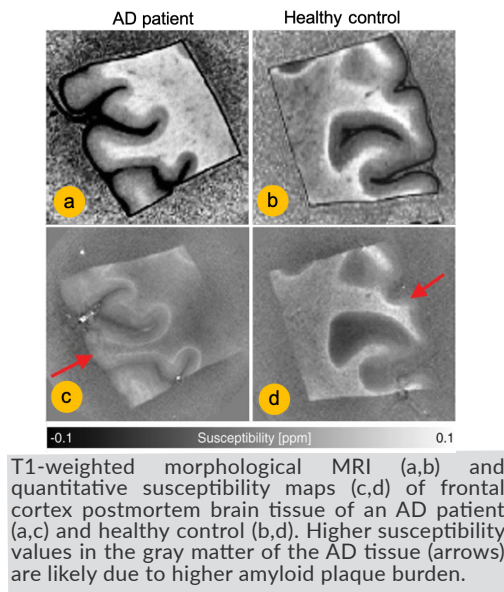 AD patient
Healthy control
a
b
c
d
-0.1
Susceptibility [ppm]
0.1
T1-weighted morphological MRI (a,b) and
quantitative susceptibility maps (c,d) of frontal
cortex postmortem brain tissue of an AD patient
(a,c) and healthy control (b,d). Higher susceptibility
values in the gray matter of the AD tissue (arrows)
are likely due to higher amyloid plaque burden.